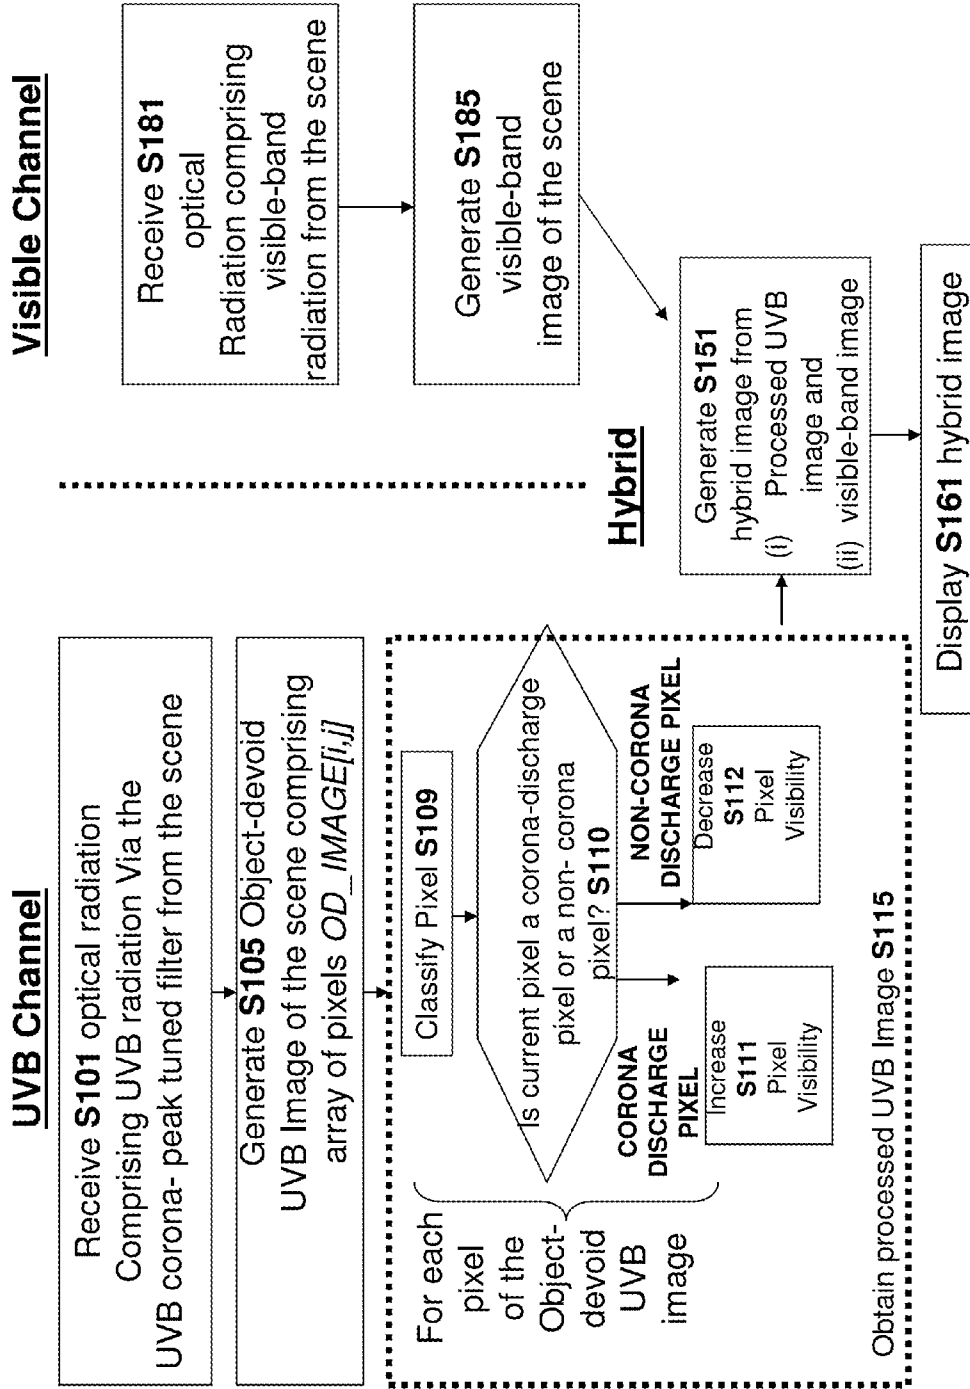 UVB Channel
Receive S101 optical radiation
Comprising UVB radiation Via the
UVB corona- peak tuned filter from the scene
Generate S105 Object-devoid
UVB Image of the scene comprising
array of pixels OD_IMAGE[i,j]
For each
pixel
of the
Object-
devoid
UVB
image
Classify Pixel S109
Is current pixel a corona-discharge
pixel or a non- corona
pixel? S110
CORONA
DISCHARGE
PIXEL
NON-CORONA
DISCHARGE PIXEL
Increase
S111
Pixel
Visibility
Decrease
S112
Pixel
Visibility
Obtain processed UVB Image S115
Visible Channel
Receive S181
optical
Radiation comprising
visible-band
radiation from the scene
Generate S185
visible-band
image of the scene
Hybrid
Generate S151
hybrid image from
(i) Processed UVB
image and
(ii) visible-band image
Display S161 hybrid image